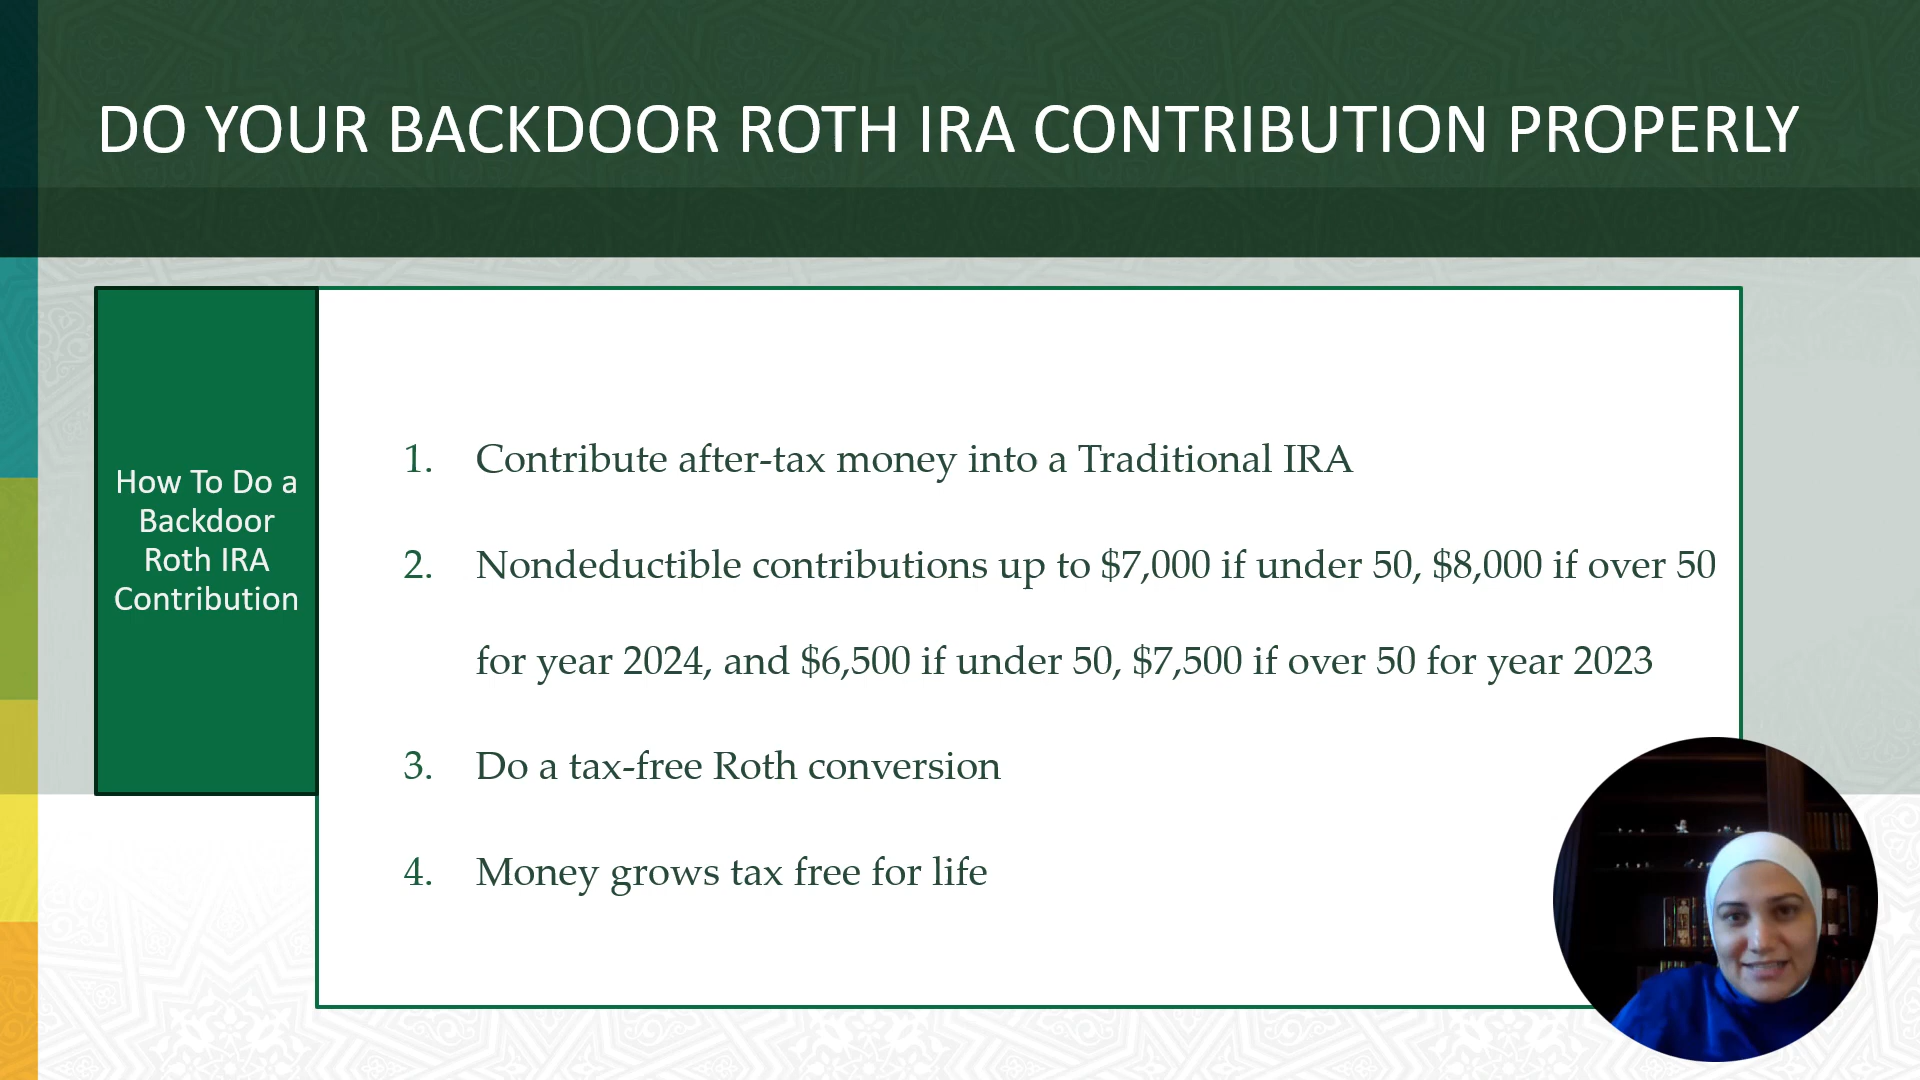 DO YOUR BACKDOOR ROTH IRA CONTRIBUTION PROPERLY
How To Do a
Backdoor
Roth IRA
Contribution
1. Contribute after-tax money into a Traditional IRA
2. Nondeductible contributions up to $7,000 if under 50, $8,000 if over 50
for year 2024, and $6,500 if under 50, $7,500 if over 50 for year 2023
3. Do a tax-free Roth conversion
4. Money grows tax free for life